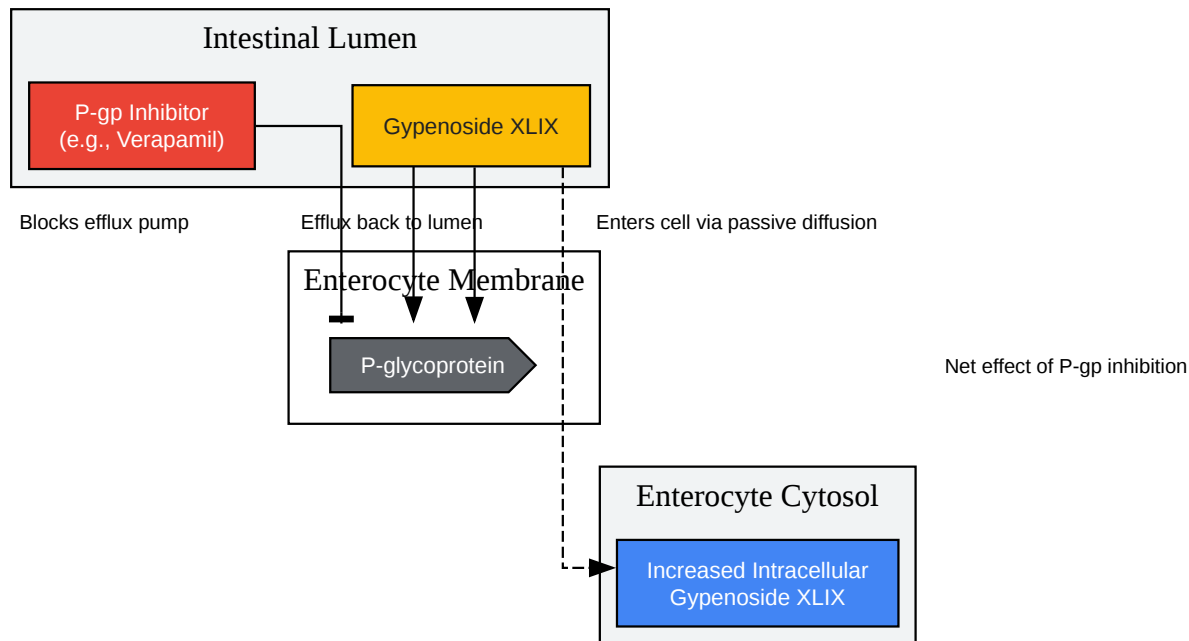 Intestinal Lumen
P-gp Inhibitor
(e.g., Verapamil)
Gypenoside XLIX
Blocks efflux pump
Efflux back to lumen
Enters cell via passive diffusion
Enterocyte Membrane
P-glycoprotein
Net effect of P-gp inhibition
Enterocyte Cytosol
Increased Intracellular
Gypenoside XLIX